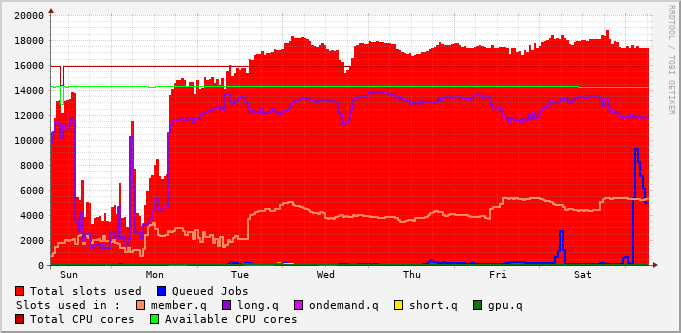 RRDTOOL / TOBI OETIKER
20000
18000
16000
14000
12000
10000
8000
6000
4000
2000
0
Sun Mon Tue Wed Thu Fri Sat
Total slots used Queued Jobs
Slots used in : member.q long.q ondemand.q short.q gpu.q
Total CPU cores Available CPU cores